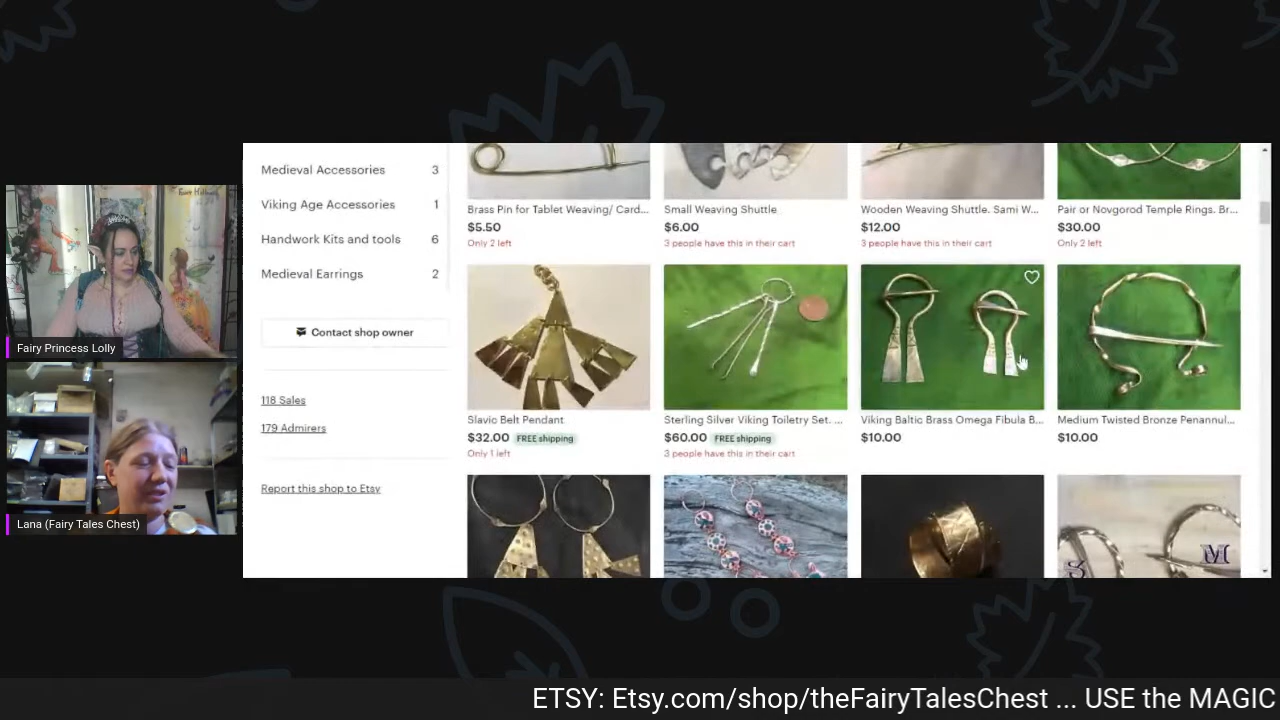 Medieval Accessories 3
Viking Age Accessories 1
Handwork Kits and tools 6
Medieval Earrings 2
Contact shop owner
118 Sales
179 Admirers
Report this shop to Etsy
Brass Pin for Tablet Weaving/ Card...
$5.50
Only 2 left
Small Weaving Shuttle
$6.00
3 people have this in their cart
Wooden Weaving Shuttle. Sami W...
$12.00
3 people have this in their cart
Pair or Novgorod Temple Rings. Br...
$30.00
Only 2 left
Slavic Belt Pendant
$32.00 FREE shipping
Only 1 left
Sterling Silver Viking Toiletry Set. ...
$60.00 FREE shipping
3 people have this in their cart
Viking Baltic Brass Omega Fibula B...
$10.00
Medium Twisted Bronze Penannul...
$10.00
S
M
Fairy Princess Lolly
Lana (Fairy Tales Chest)
ETSY: Etsy.com/shop/theFairyTalesChest ... USE the MAGIC